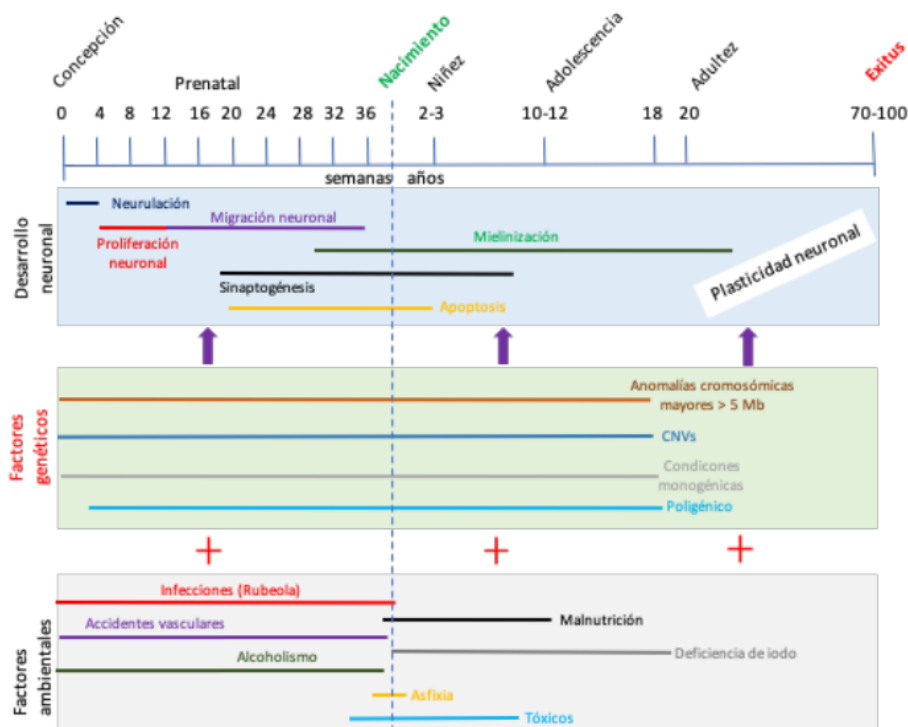 Concepción
Prenatal
Nacimiento
Niñez
Adolescencia
Adultez
Exitus
0 4 8 12 16 20 24 28 32 36 2-3 10-12 18 20 70-100
semanas años
Desarrollo
neuronal
Neurulación
Migración neuronal
Proliferación
neuronal
Mielinización
Plasticidad neuronal
Sinaptogénesis
Apoptosis
Factores
genéticos
Anomalías cromosómicas
mayores > 5 Mb
CNVs
Condicones
monogénicas
Poligénico
Factores
ambientales
Infecciones (Rubeola)
Malnutrición
Accidentes vasculares
Alcoholismo
Deficiencia de iodo
Asfixia
Tóxicos